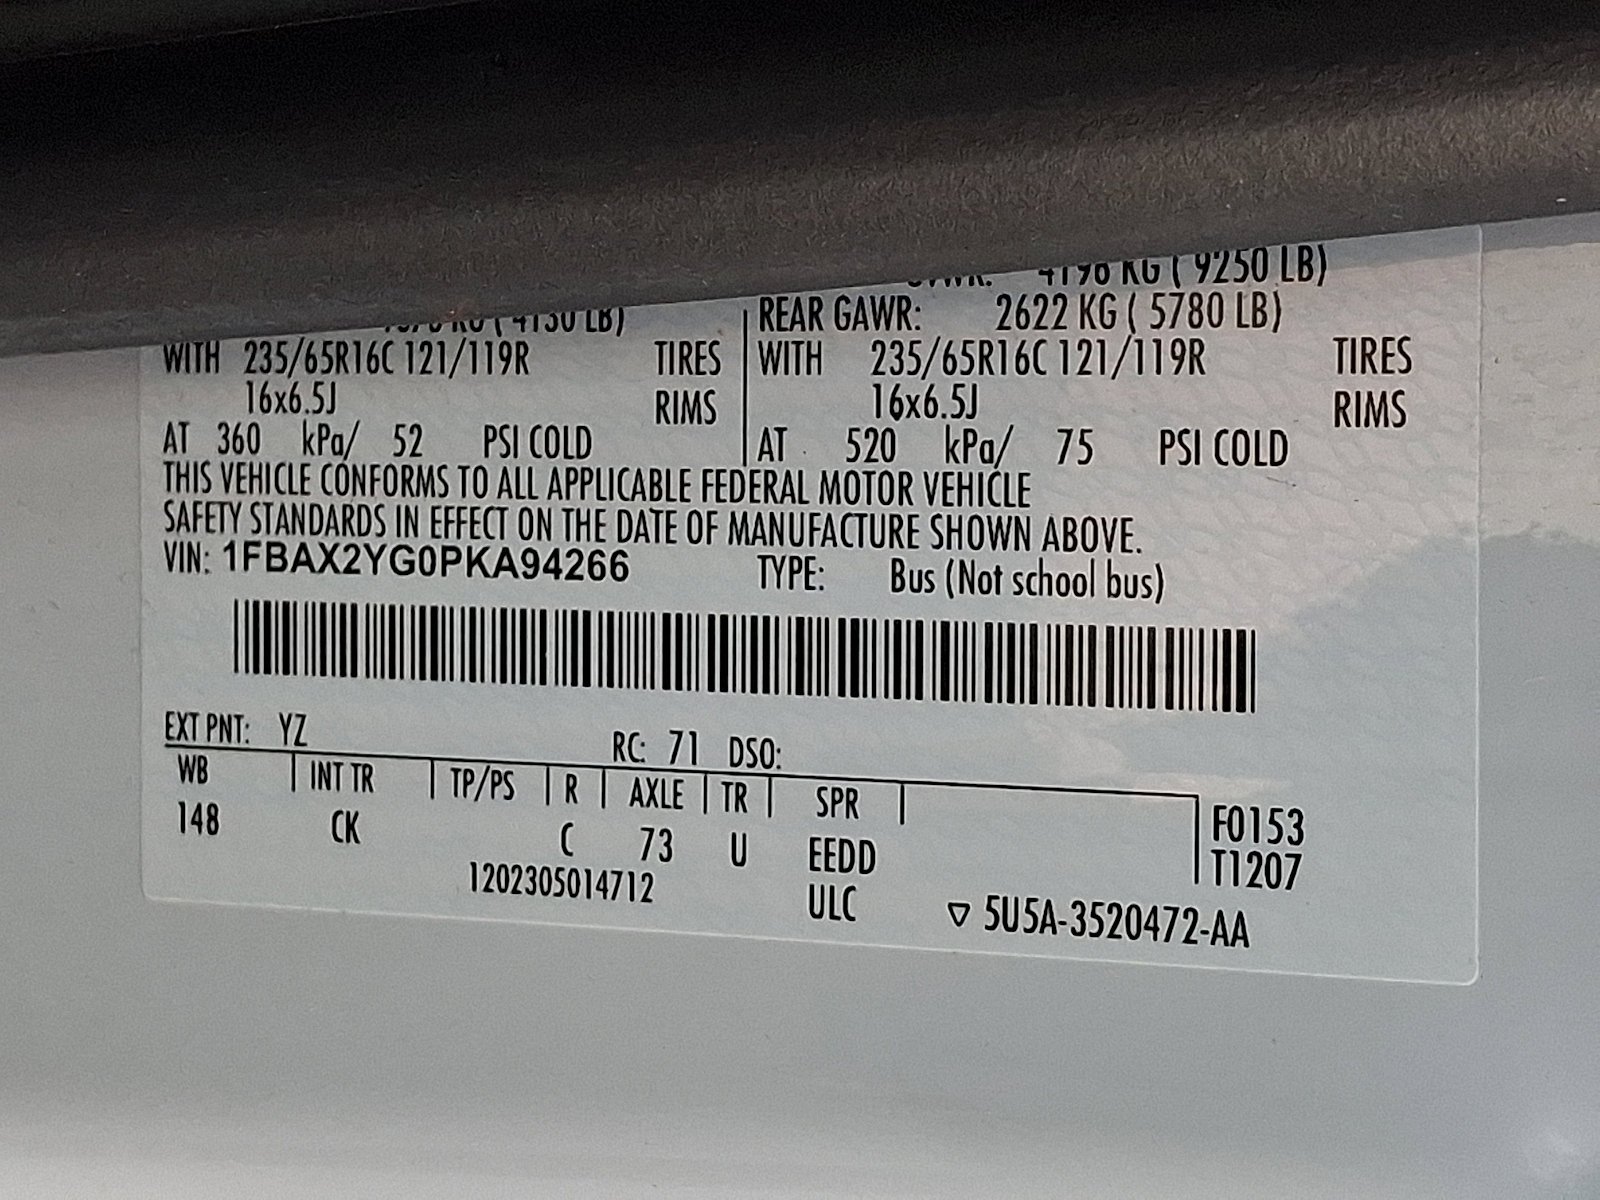 4196 KG ( 9250 LB)
( 4130 LB)
REAR GAWR: 2622 KG ( 5780 LB)
WITH 235/65R16C 121/119R TIRES WITH 235/65R16C 121/119R TIRES
16x6.5J RIMS 16x6.5J RIMS
AT 360 kPa/ 52 PSI COLD AT 520 kPa/ 75 PSI COLD
THIS VEHICLE CONFORMS TO ALL APPLICABLE FEDERAL MOTOR VEHICLE
SAFETY STANDARDS IN EFFECT ON THE DATE OF MANUFACTURE SHOWN ABOVE.
VIN: 1FBAX2YG0PKA94266 TYPE: Bus (Not school bus)
EXT PNT: YZ RC: 71 DSO:
WB INT TR TP/PS R AXLE TR SPR
148 CK C 73 U EEDD
F0153
T1207
1202305014712 ULC ▽ 5U5A-3520472-AA